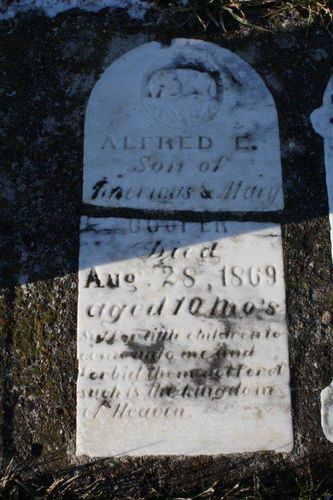 ALFRED E.
Son of
Americus & Mary
COOPER
Died
Aug. 28, 1869
aged 10 mo's
Suffer little children to
come unto me and
forbid them not for of
such is the kingdom
of Heaven.